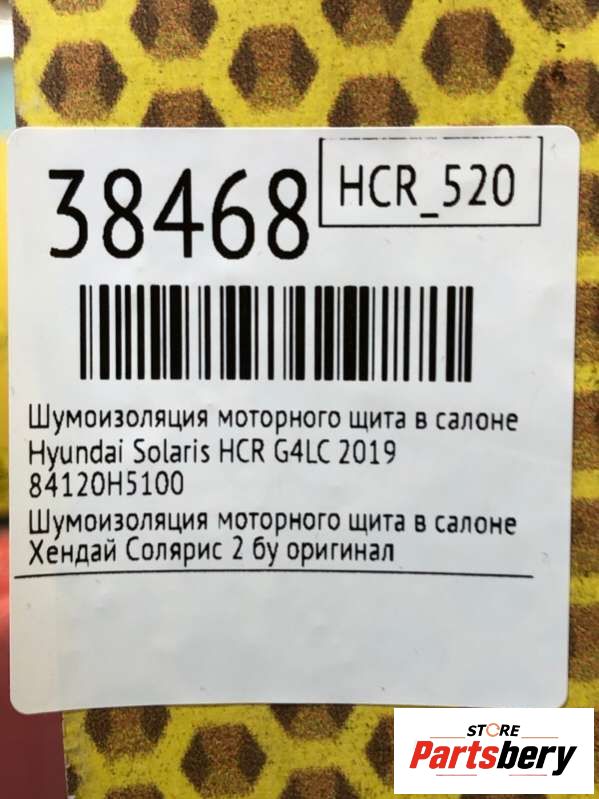 38468
HCR_520
Шумоизоляция моторного щита в салоне
Hyundai Solaris HCR G4LC 2019
84120H5100
Шумоизоляция моторного щита в салоне
Хендай Солярис 2 бу оригинал
STORE
Partsbery